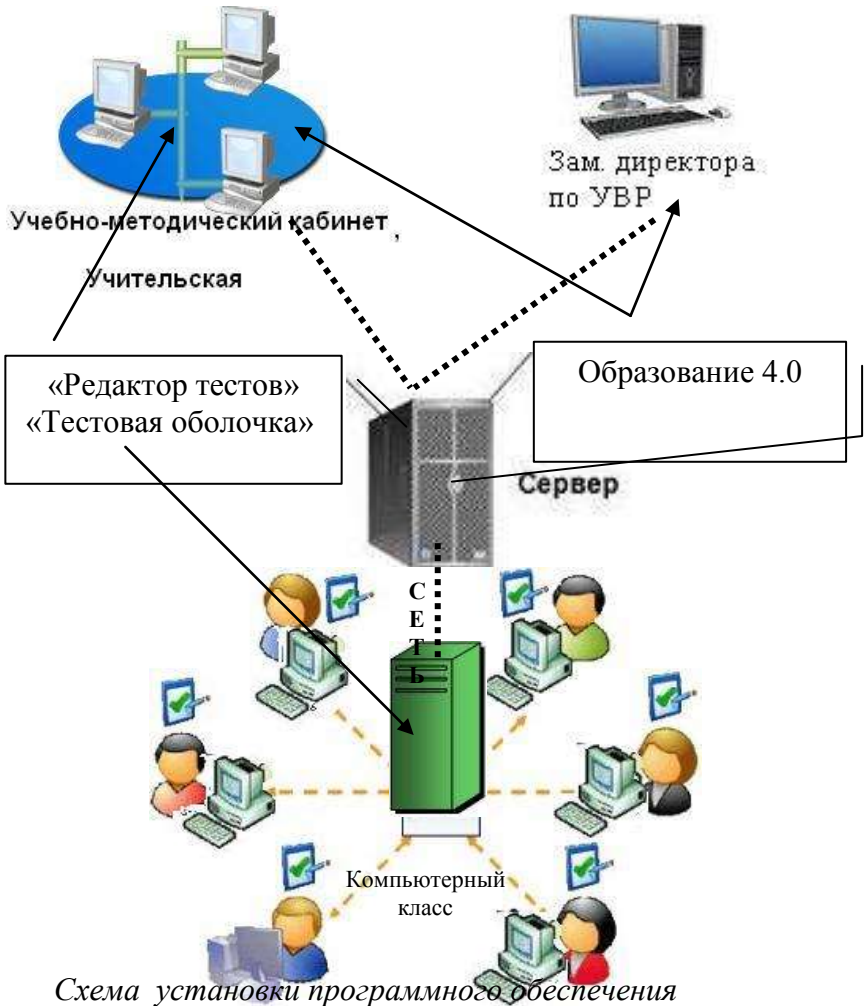 Зам. директора
по УВР
Учебно-методический кабинет ,
Учительская
«Редактор тестов»
«Тестовая оболочка»
Образование 4.0
Сервер
С
Е
Т
Ь
Компьютерный
класс
Схема установки программного обеспечения